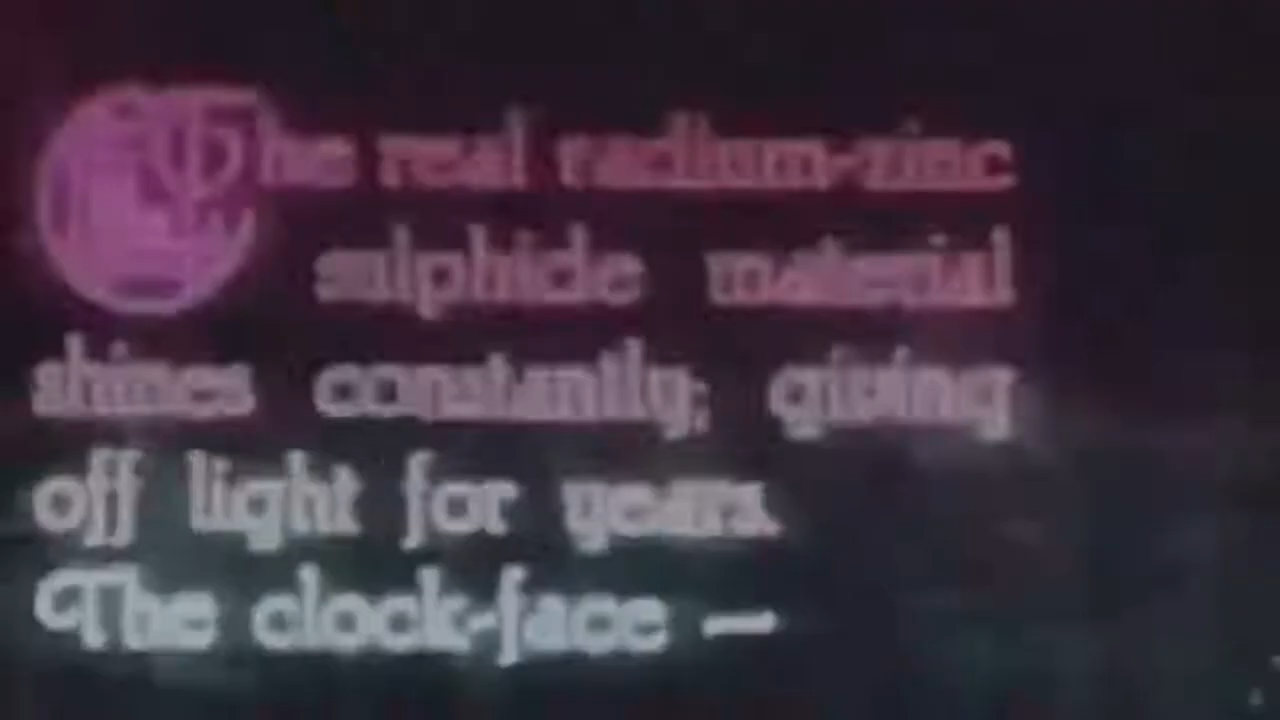 The real radium-zinc
sulphide material
shines constantly; giving
off light for years.
The clock-face —